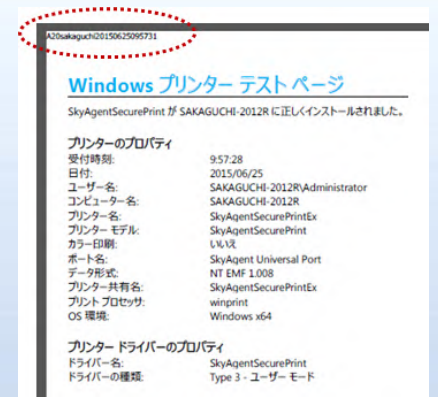 A20sakaguchi20150625095731
Windows プリンター テスト ページ
SkyAgentSecurePrint が SAKAGUCHI-2012R に正しくインストールされました。
プリンターのプロパティ
受付時刻: 9:57:28
日付: 2015/06/25
ユーザー名: SAKAGUCHI-2012R\Administrator
コンピューター名: SAKAGUCHI-2012R
プリンター名: SkyAgentSecurePrintEx
プリンター モデル: SkyAgentSecurePrint
カラー印刷: いいえ
ポート名: SkyAgent Universal Port
データ形式: NT EMF 1.008
プリンター共有名: SkyAgentSecurePrintEx
プリント プロセッサ: winprint
OS 環境: Windows x64
プリンター ドライバーのプロパティ
ドライバー名: SkyAgentSecurePrint
ドライバーの種類: Type 3 - ユーザー モード